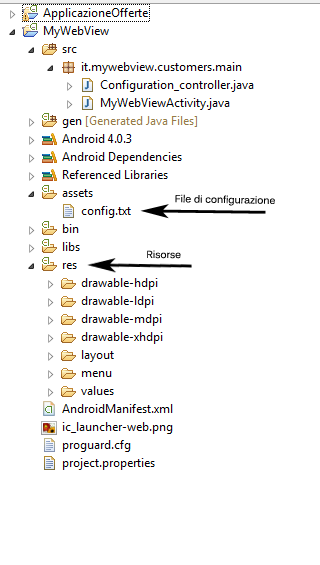 ApplicazioneOfferte
MyWebView
src
it.mywebview.customers.main
Configuration_controller.java
MyWebViewActivity.java
gen [Generated Java Files]
Android 4.0.3
Android Dependencies
Referenced Libraries
assets
File di configurazione
config.txt
bin
libs
Risorse
res
drawable-hdpi
drawable-ldpi
drawable-mdpi
drawable-xhdpi
layout
menu
values
AndroidManifest.xml
ic_launcher-web.png
proguard.cfg
project.properties